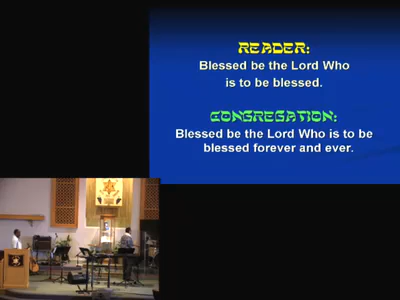 READER:
Blessed be the Lord Who
is to be blessed.
CONGREGATION:
Blessed be the Lord Who is to be
blessed forever and ever.